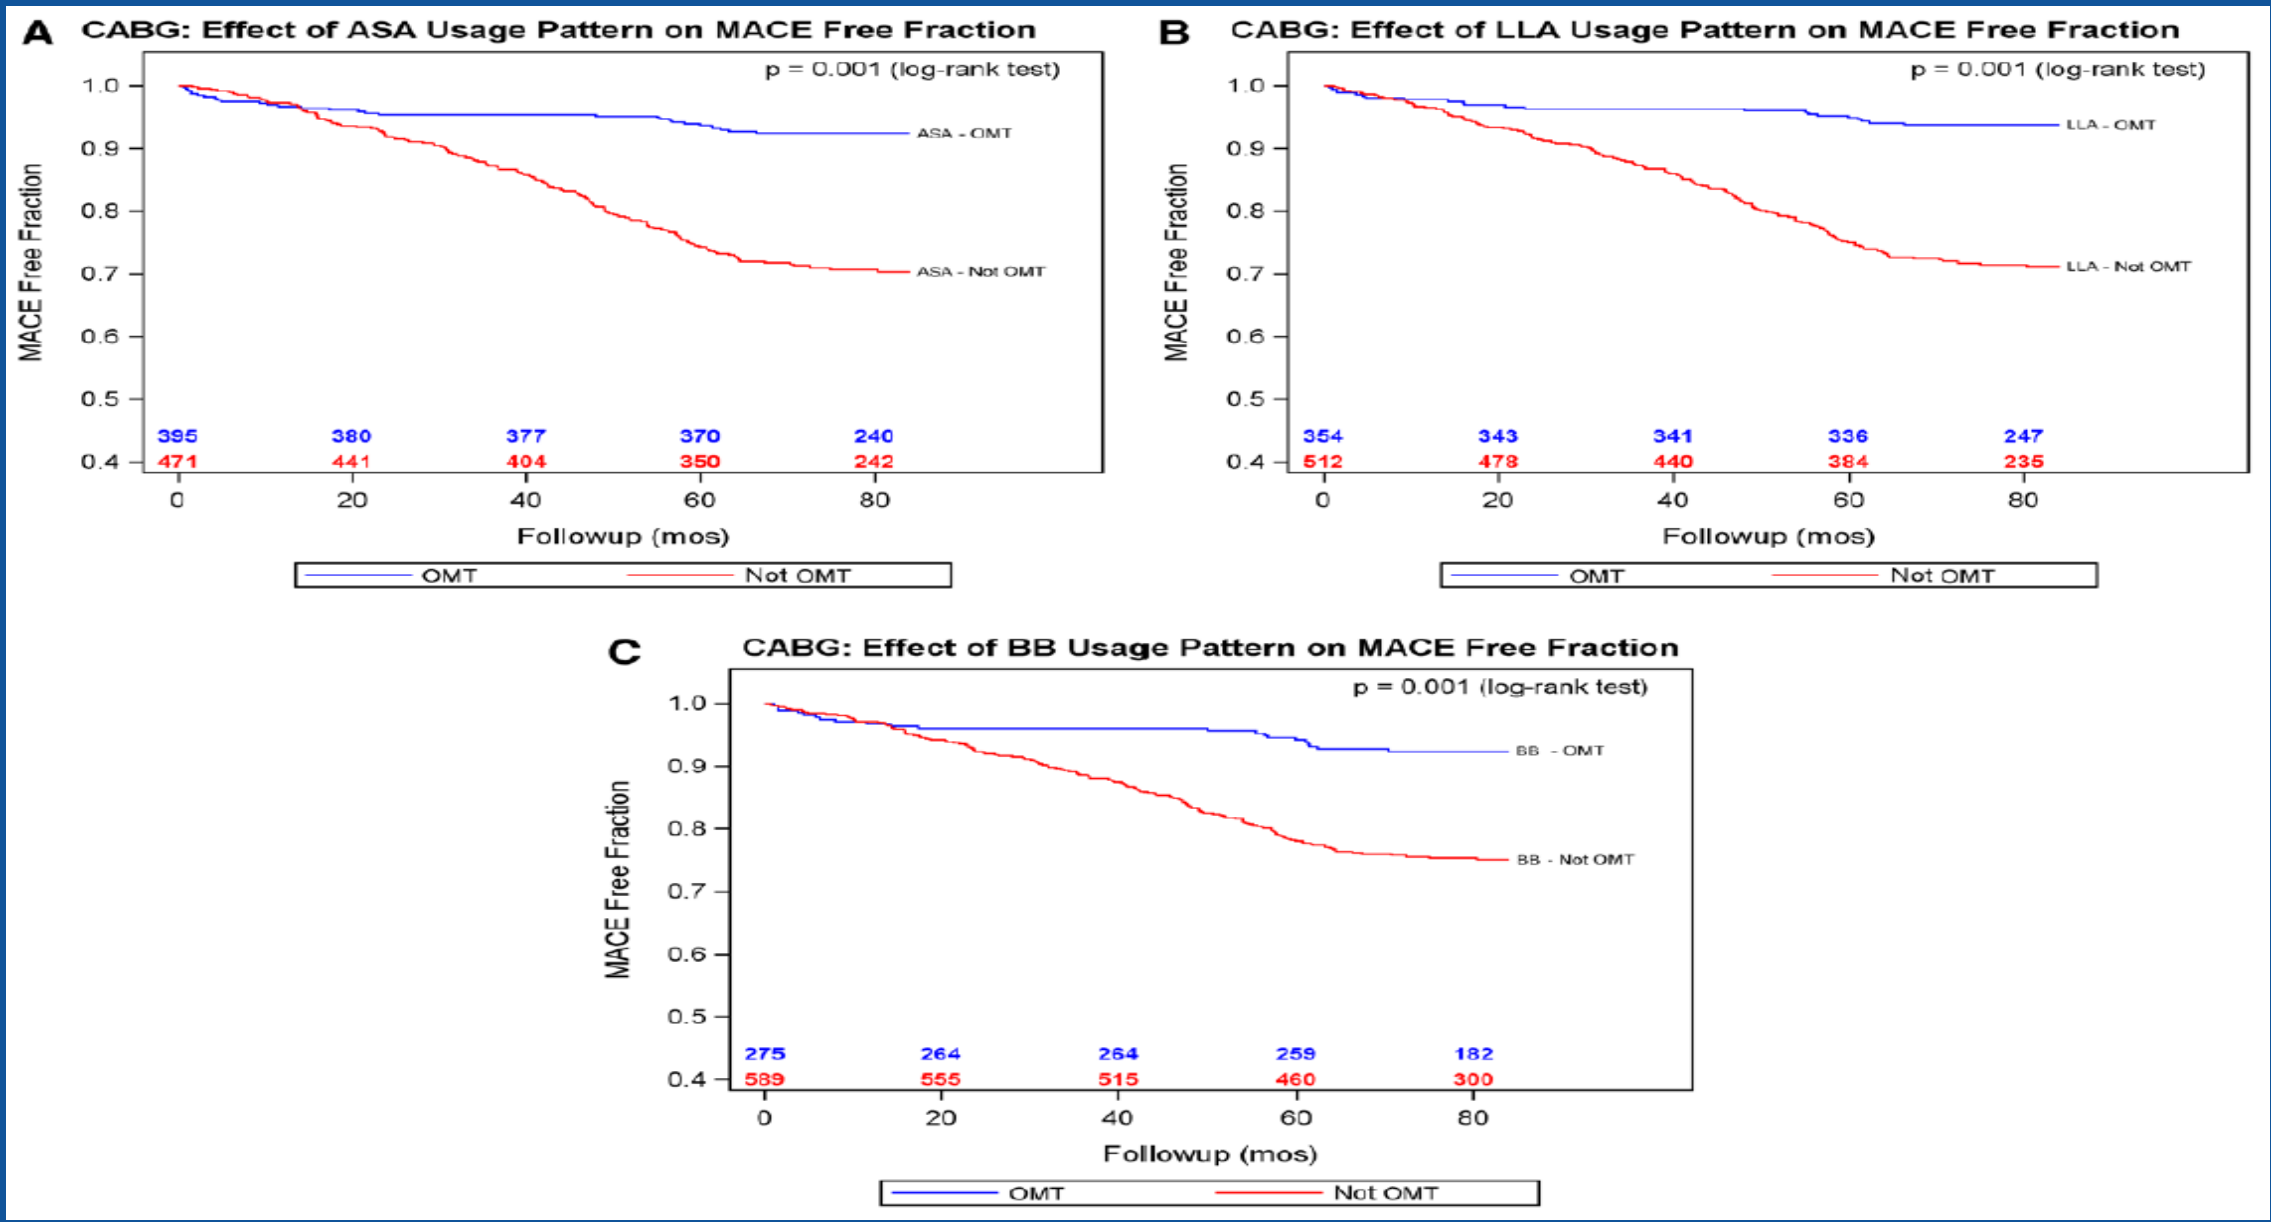 A CABG: Effect of ASA Usage Pattern on MACE Free Fraction
p = 0.001 (log-rank test)
MACE Free Fraction
1.0
0.9
0.8
0.7
0.6
0.5
0.4
ASA - OMT
ASA - Not OMT
395 380 377 370 240
471 441 404 350 242
0 20 40 60 80
Followup (mos)
OMT Not OMT
B CABG: Effect of LLA Usage Pattern on MACE Free Fraction
p = 0.001 (log-rank test)
MACE Free Fraction
1.0
0.9
0.8
0.7
0.6
0.5
0.4
LLA - OMT
LLA - Not OMT
354 343 341 336 247
512 478 440 384 235
0 20 40 60 80
Followup (mos)
OMT Not OMT
C CABG: Effect of BB Usage Pattern on MACE Free Fraction
p = 0.001 (log-rank test)
MACE Free Fraction
1.0
0.9
0.8
0.7
0.6
0.5
0.4
BB - OMT
BB - Not OMT
275 264 264 259 182
589 555 515 460 300
0 20 40 60 80
Followup (mos)
OMT Not OMT